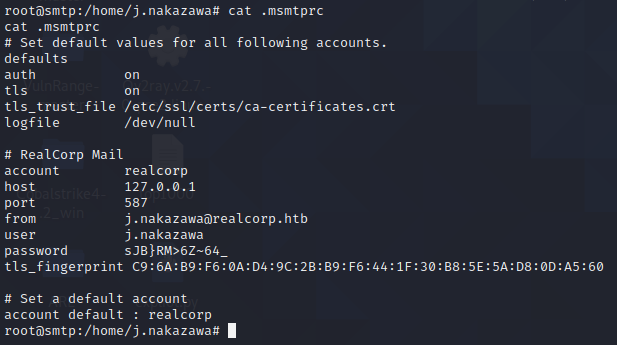 root@smtp:/home/j.nakazawa# cat .msmtprc
cat .msmtprc
# Set default values for all following accounts.
defaults
auth on
tls on
tls_trust_file /etc/ssl/certs/ca-certificates.crt
logfile /dev/null
# RealCorp Mail
account realcorp
host 127.0.0.1
port 587
from j.nakazawa@realcorp.htb
user j.nakazawa
password sJB}RM>6Z~64_
tls_fingerprint C9:6A:B9:F6:0A:D4:9C:2B:B9:F6:44:1F:30:B8:5E:5A:D8:0D:A5:60
# Set a default account
account default : realcorp
root@smtp:/home/j.nakazawa#